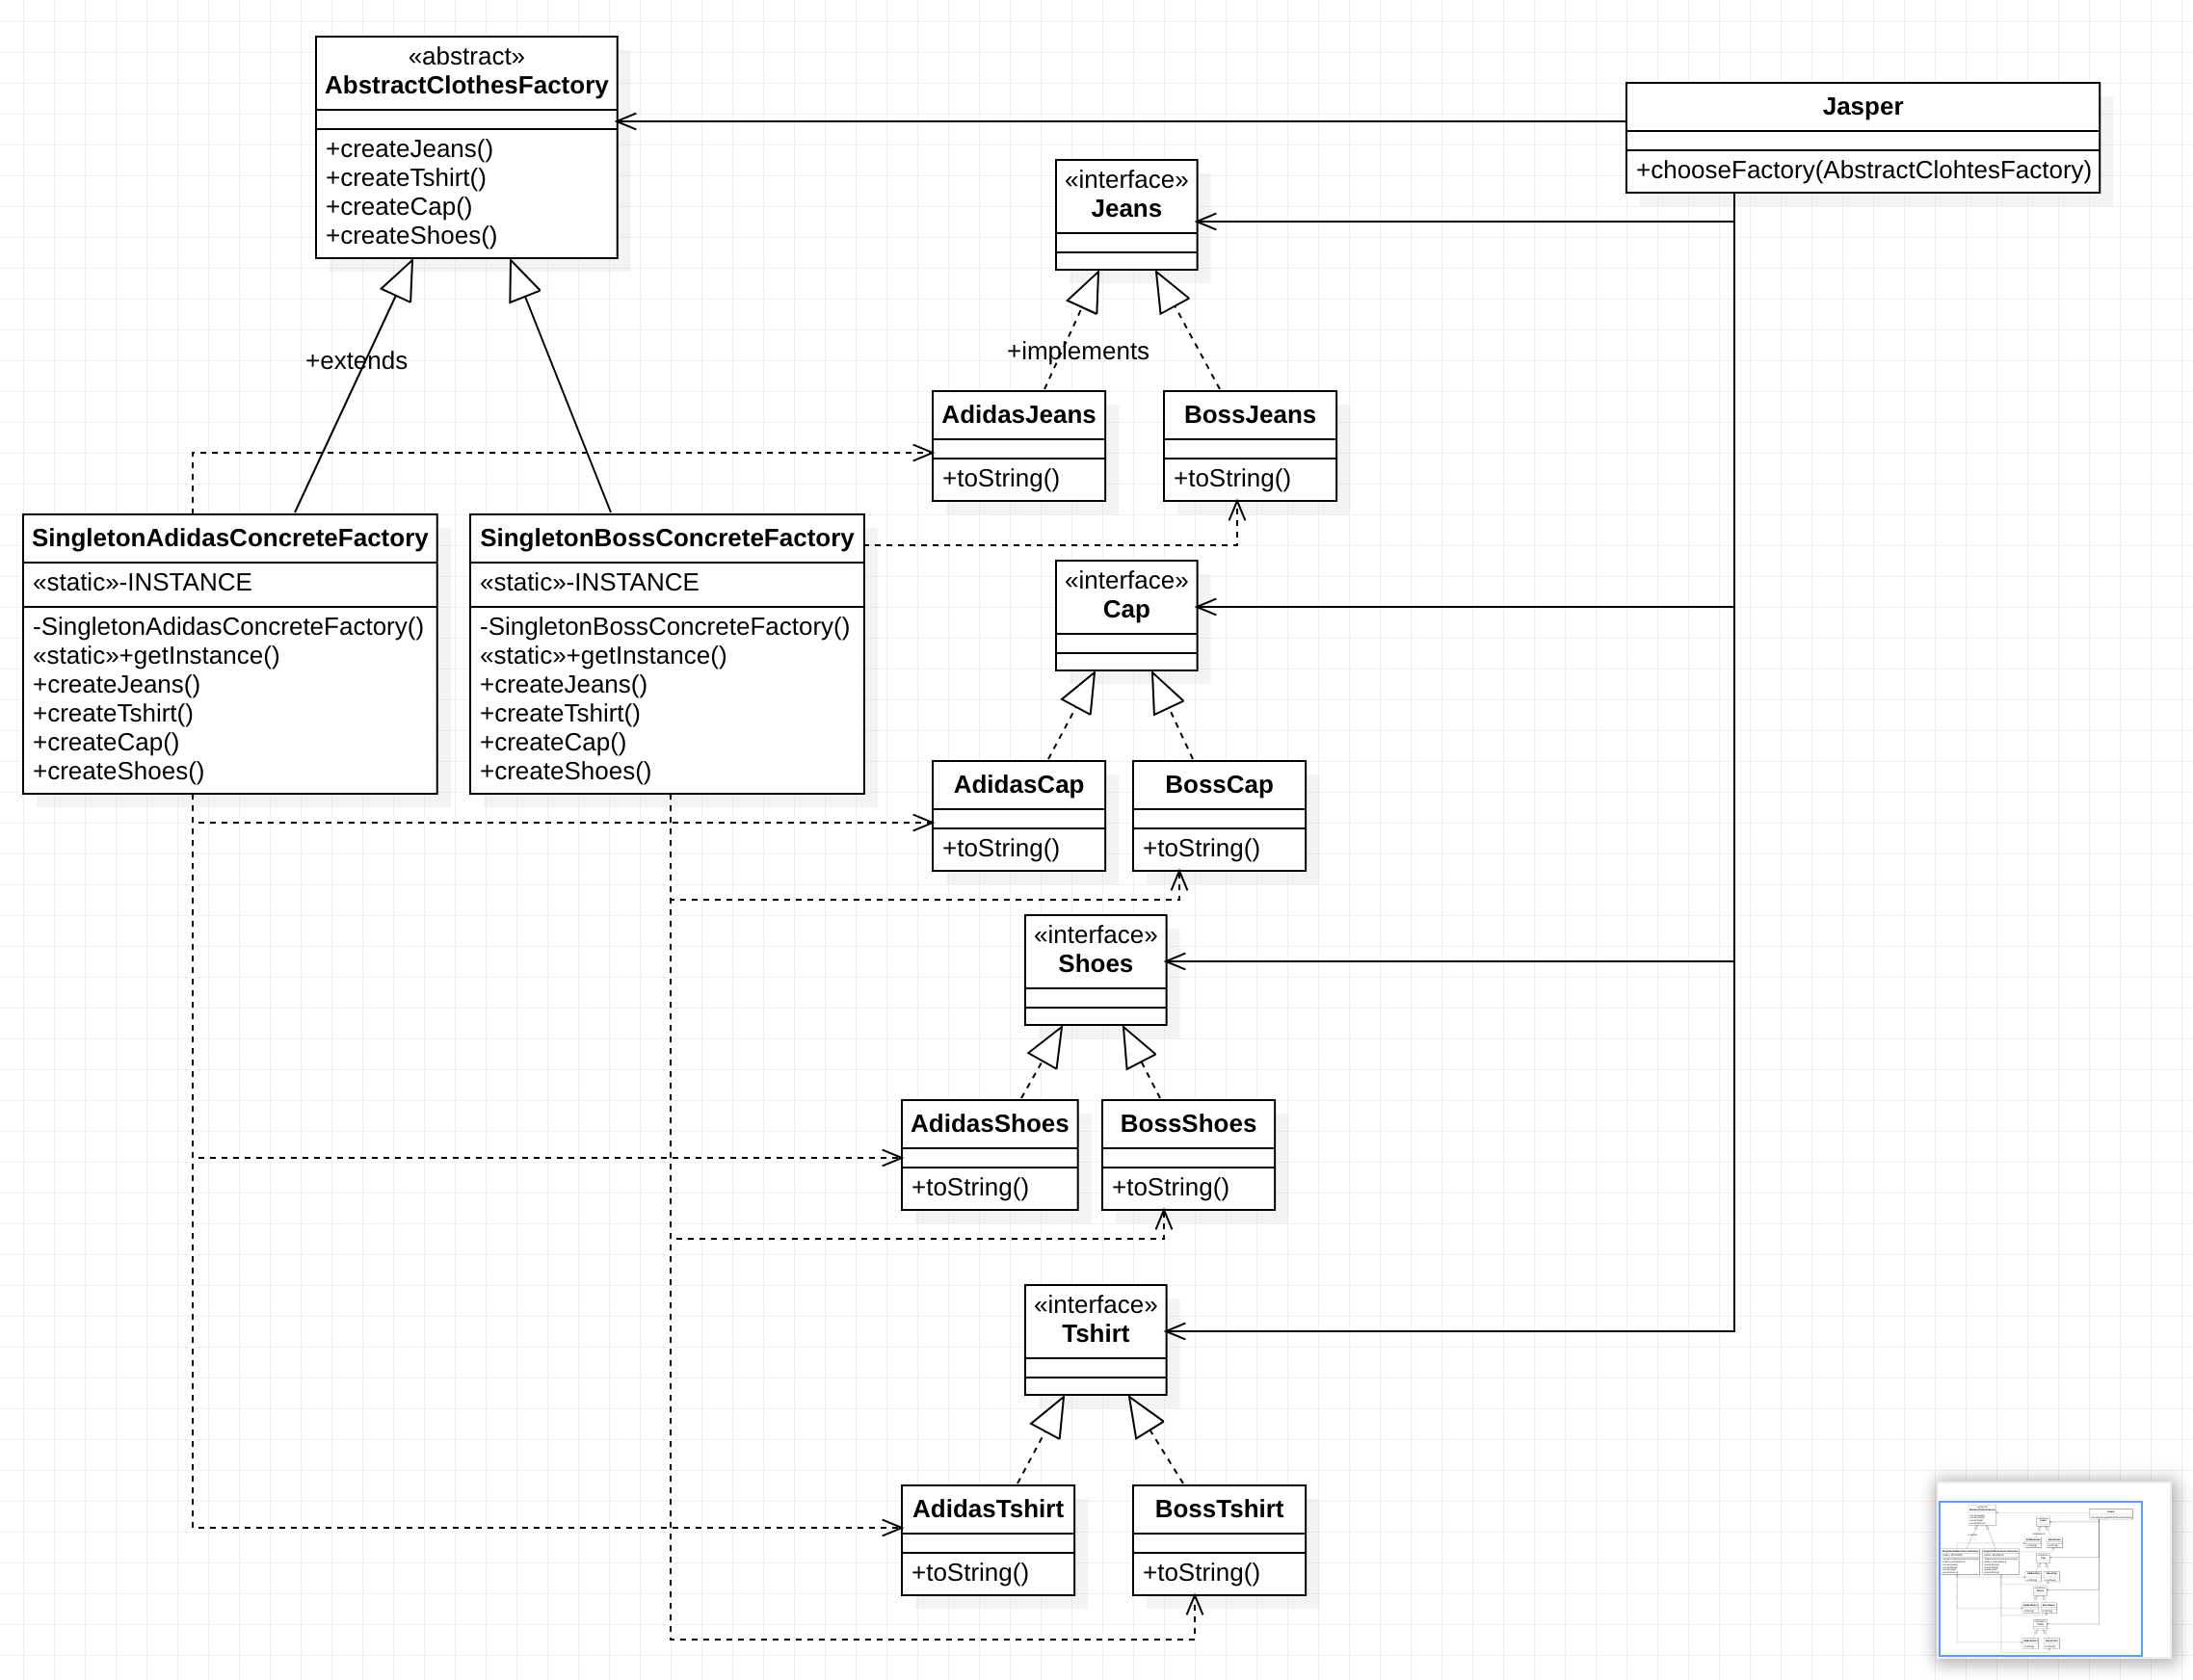 «abstract»
AbstractClothesFactory
+createJeans()
+createTshirt()
+createCap()
+createShoes()
Jasper
+chooseFactory(AbstractClohtesFactory)
«interface»
Jeans
+extends
+implements
AdidasJeans
+toString()
BossJeans
+toString()
SingletonAdidasConcreteFactory
«static»-INSTANCE
-SingletonAdidasConcreteFactory()
«static»+getInstance()
+createJeans()
+createTshirt()
+createCap()
+createShoes()
SingletonBossConcreteFactory
«static»-INSTANCE
-SingletonBossConcreteFactory()
«static»+getInstance()
+createJeans()
+createTshirt()
+createCap()
+createShoes()
«interface»
Cap
AdidasCap
+toString()
BossCap
+toString()
«interface»
Shoes
AdidasShoes
+toString()
BossShoes
+toString()
«interface»
Tshirt
AdidasTshirt
+toString()
BossTshirt
+toString()